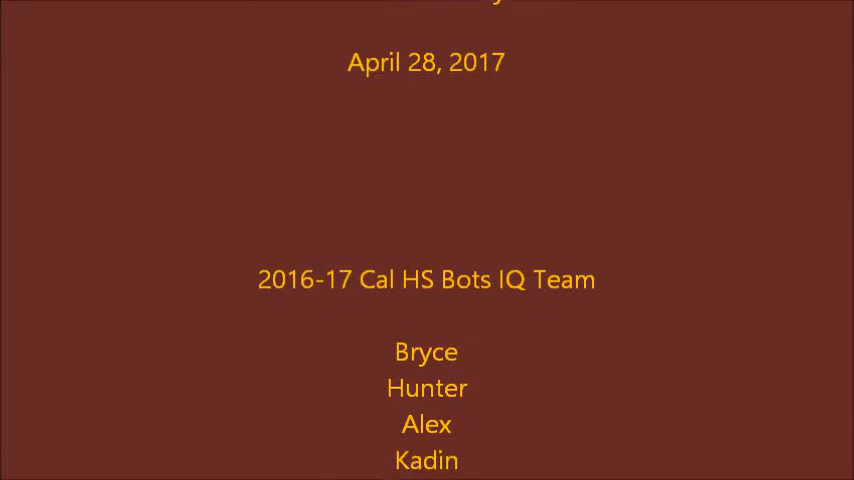 April 28, 2017
2016-17 Cal HS Bots IQ Team
Bryce
Hunter
Alex
Kadin